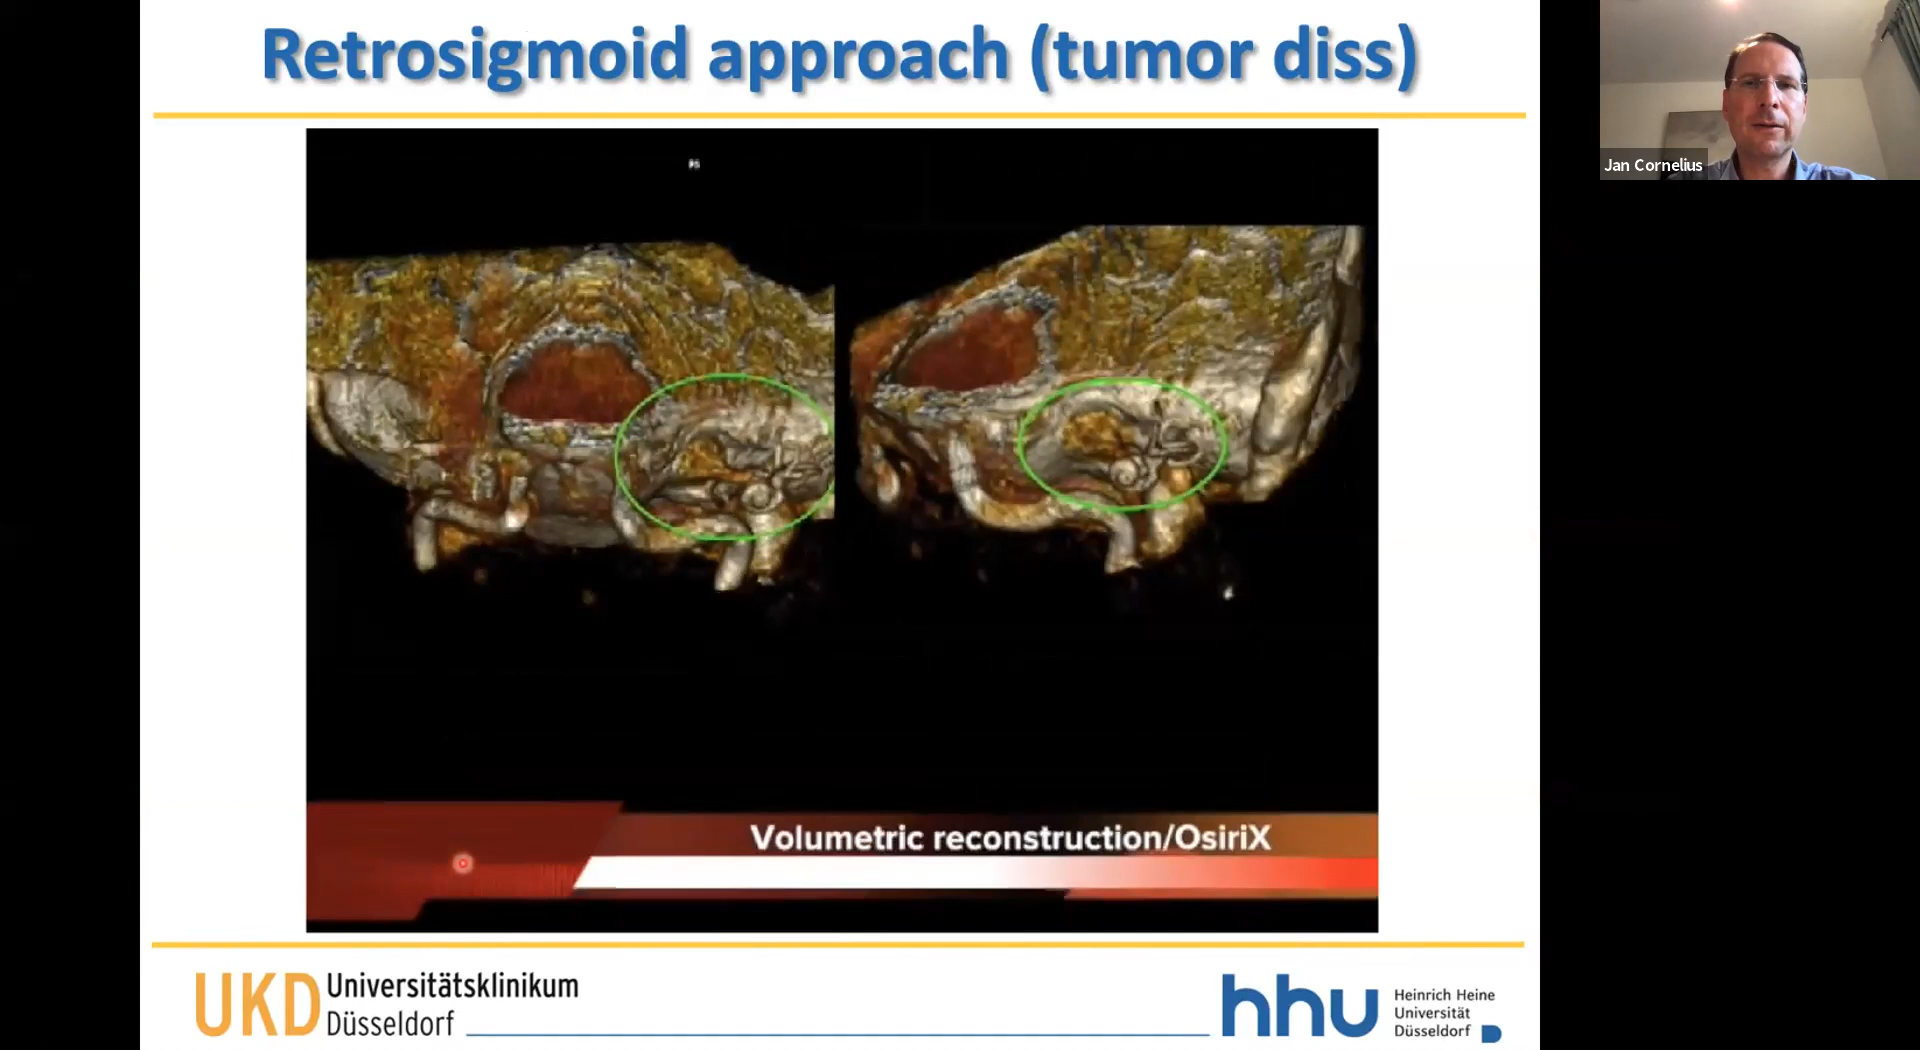 Retrosigmoid approach (tumor diss)
Jan Cornelius
Volumetric reconstruction/OsiriX
UKD Universitätsklinikum
Düsseldorf
hhu Heinrich Heine
Universität
Düsseldorf